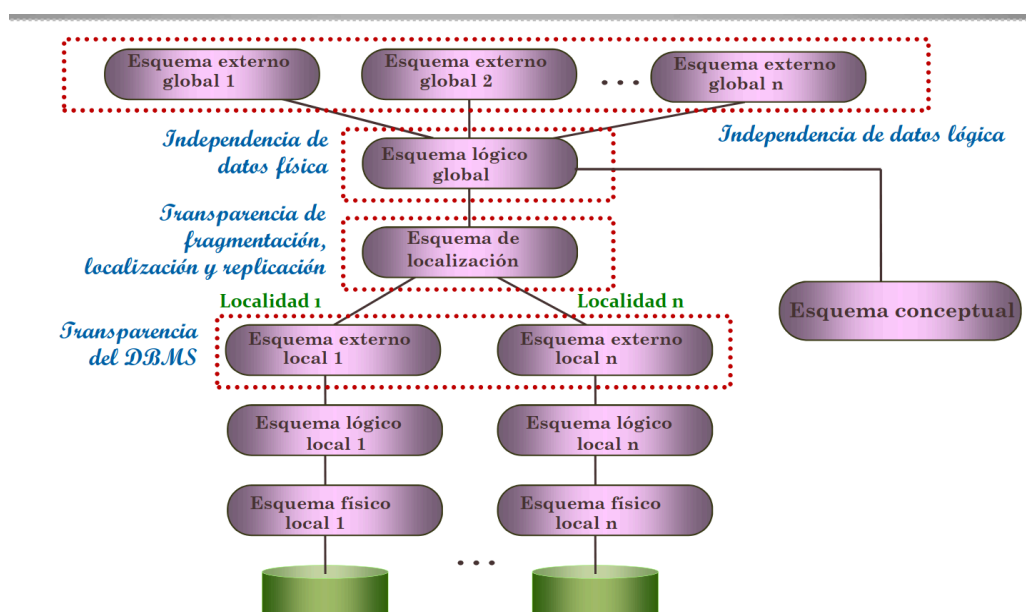 Esquema externo
global 1
Esquema externo
global 2
...
Esquema externo
global n
Independencia de
datos física
Esquema lógico
global
Independencia de datos lógica
Transparencia de
fragmentación,
localización y replicación
Esquema de
localización
Esquema conceptual
Localidad 1
Localidad n
Transparencia
del DBMS
Esquema externo
local 1
Esquema externo
local n
Esquema lógico
local 1
Esquema lógico
local n
Esquema físico
local 1
Esquema físico
local n
...